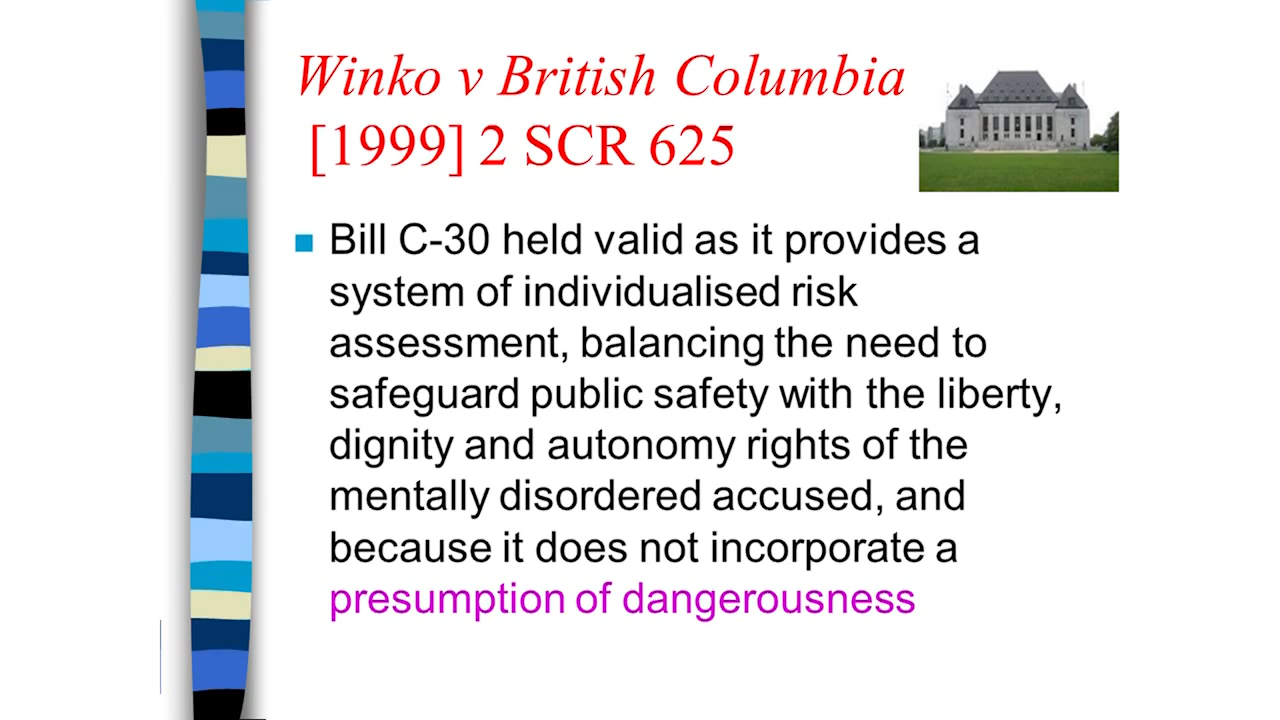 Winko v British Columbia
[1999] 2 SCR 625
Bill C-30 held valid as it provides a
system of individualised risk
assessment, balancing the need to
safeguard public safety with the liberty,
dignity and autonomy rights of the
mentally disordered accused, and
because it does not incorporate a
presumption of dangerousness